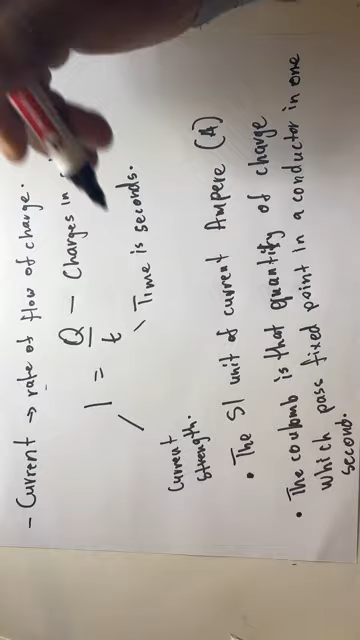 - Current → rate of flow of charge.
I = Q/t
Charges in
Time is seconds.
Current strength.
• The SI unit of current Ampere (A)
• The coulomb is that quantity of charge
which pass fixed point in a conductor in one
second.